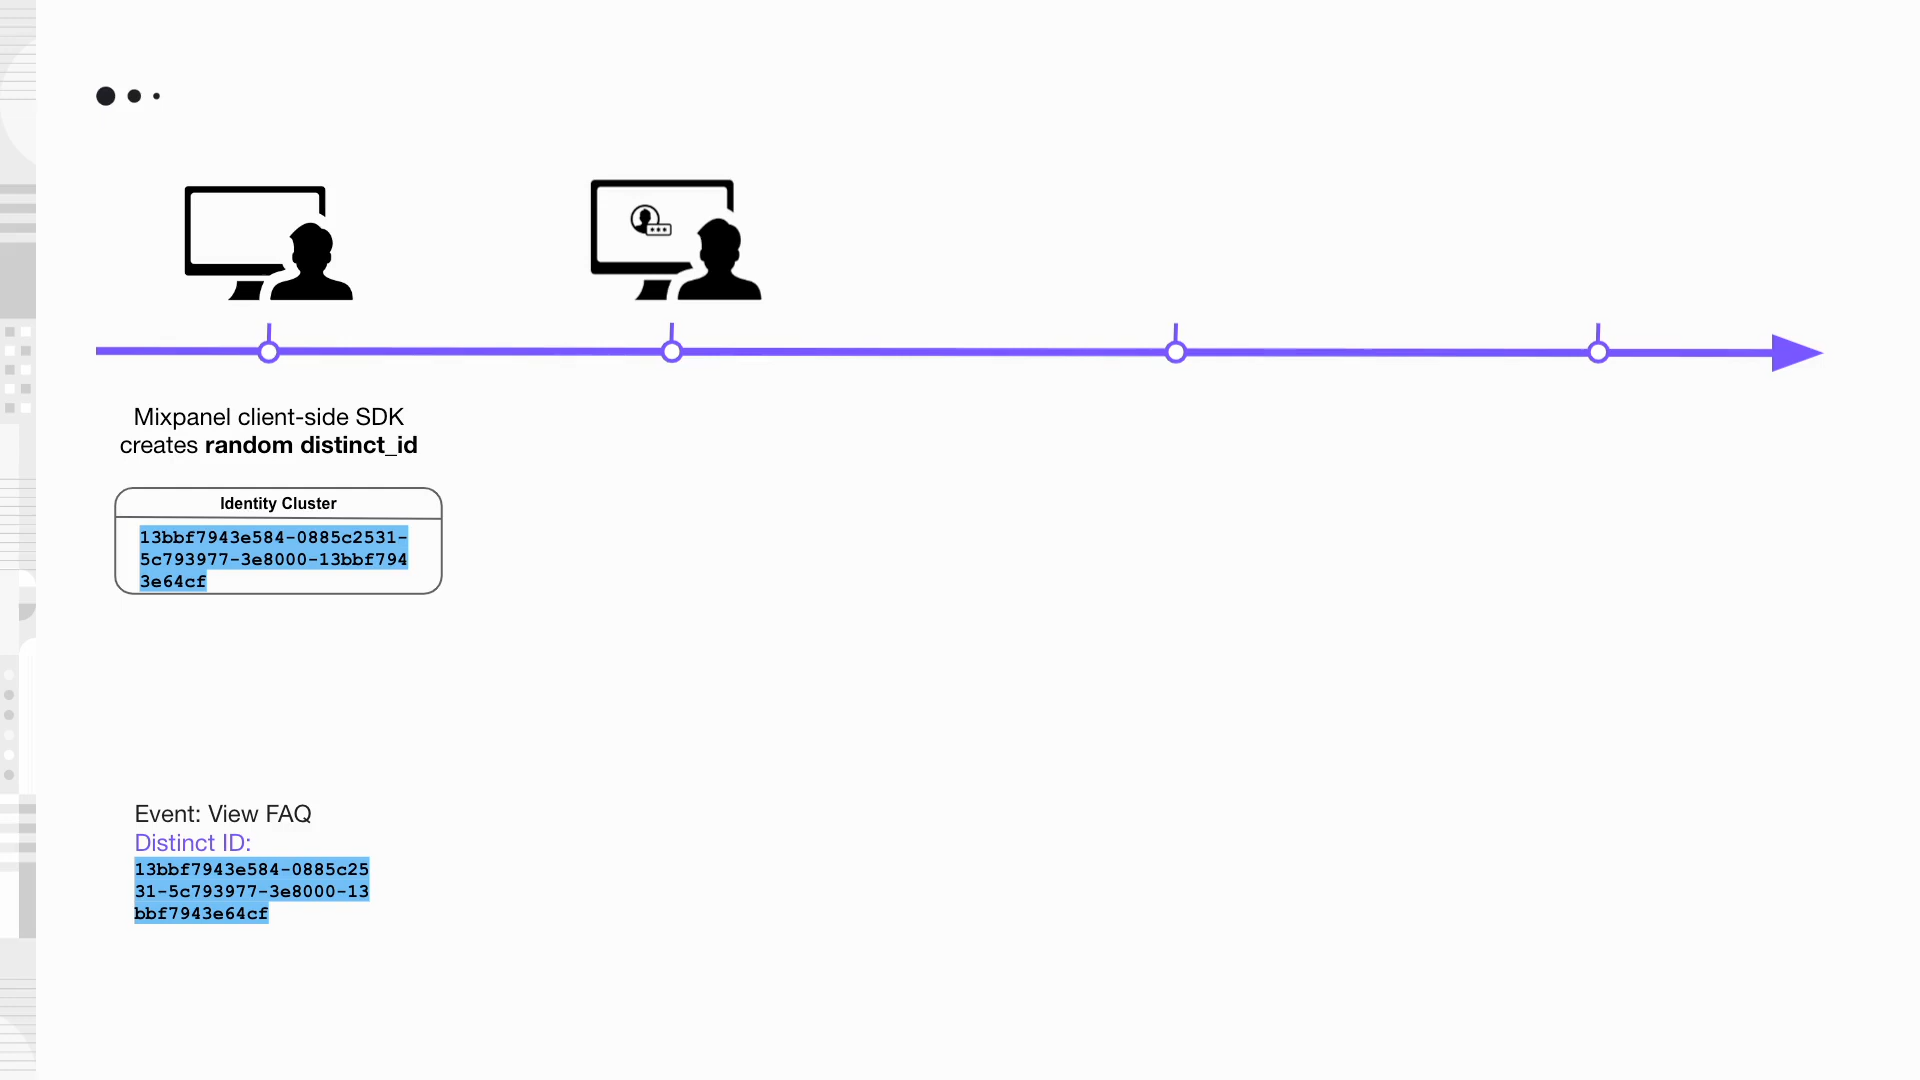 Mixpanel client-side SDK
creates random distinct_id
Identity Cluster
13bbf7943e584-0885c2531-
5c793977-3e8000-13bbf794
3e64cf
Event: View FAQ
Distinct ID:
13bbf7943e584-0885c25
31-5c793977-3e8000-13
bbf7943e64cf